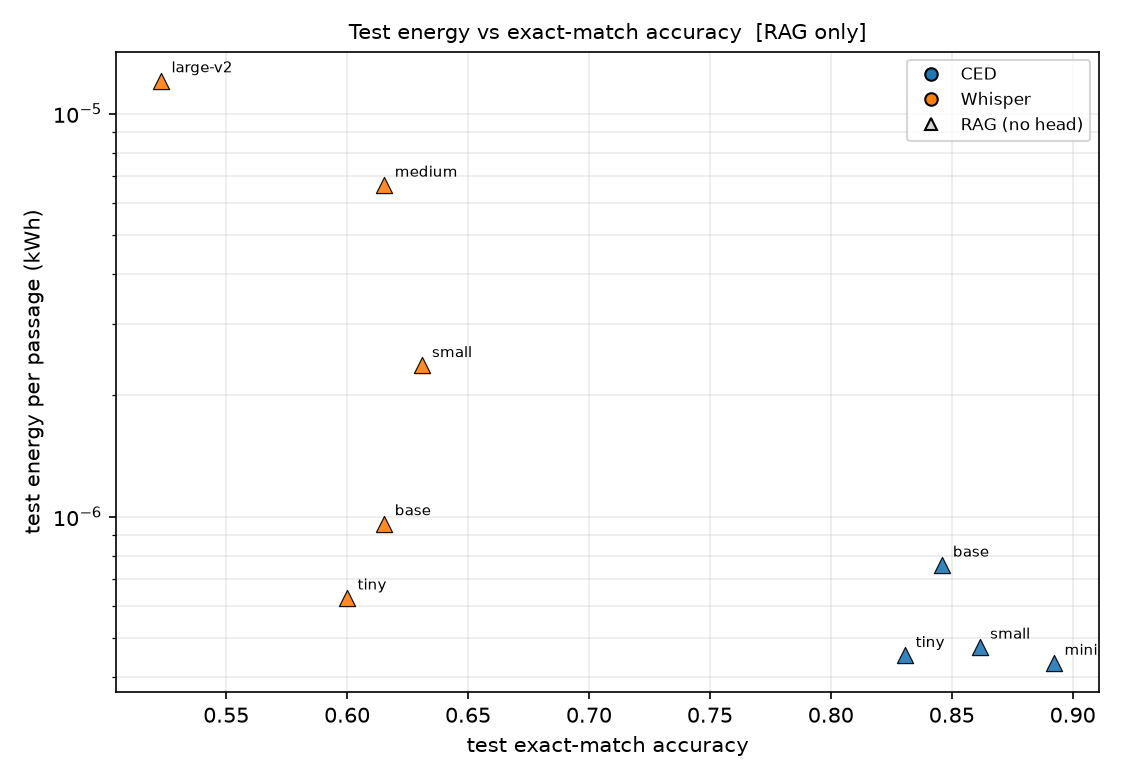 Test energy vs exact-match accuracy  [RAG only]
large-v2
CED
Whisper
RAG (no head)
10⁻⁵
medium
test energy per passage (kWh)
small
10⁻⁶
base
base
tiny
small
tiny
mini
0.55 0.60 0.65 0.70 0.75 0.80 0.85 0.90
test exact-match accuracy